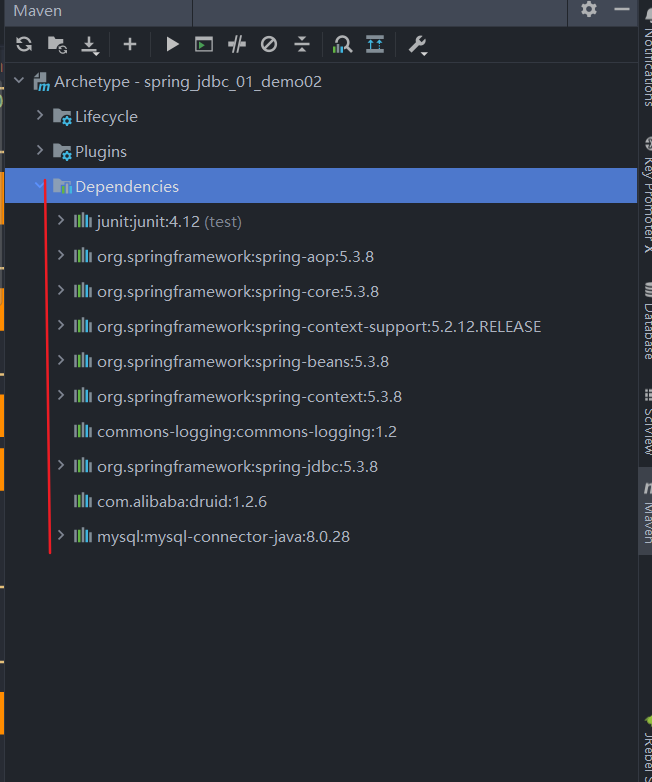 Maven
Archetype - spring_jdbc_01_demo02
Lifecycle
Plugins
Dependencies
junit:junit:4.12 (test)
org.springframework:spring-aop:5.3.8
org.springframework:spring-core:5.3.8
org.springframework:spring-context-support:5.2.12.RELEASE
org.springframework:spring-beans:5.3.8
org.springframework:spring-context:5.3.8
commons-logging:commons-logging:1.2
org.springframework:spring-jdbc:5.3.8
com.alibaba:druid:1.2.6
mysql:mysql-connector-java:8.0.28
Notifications
Key Promoter X
Database
SciView
Maven
JRebel